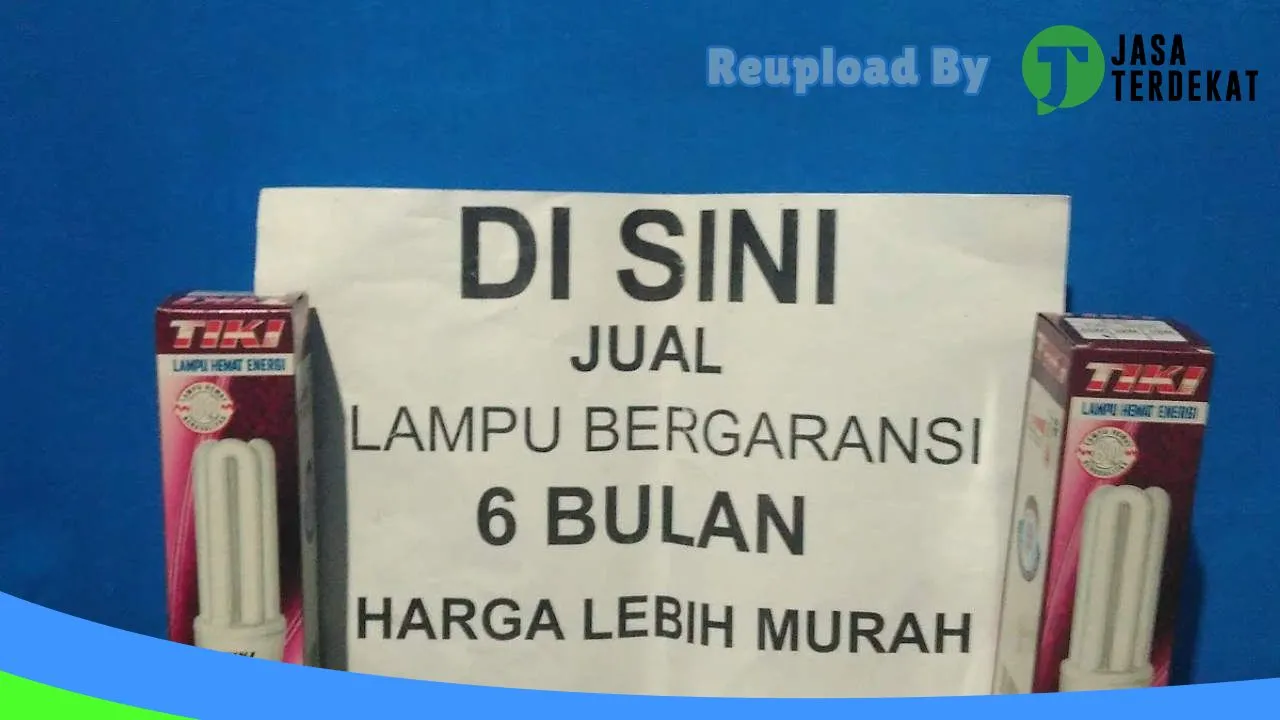 Reupload By
JASA
TERDEKAT
DI SINI
JUAL
LAMPU BERGARANSI
6 BULAN
HARGA LEBIH MURAH
TIKI
LAMPU HEMAT ENERGI
TIKI
LAMPU HEMAT ENERGI